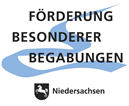 FÖRDERUNG
BESONDERER
BEGABUNGEN
Niedersachsen